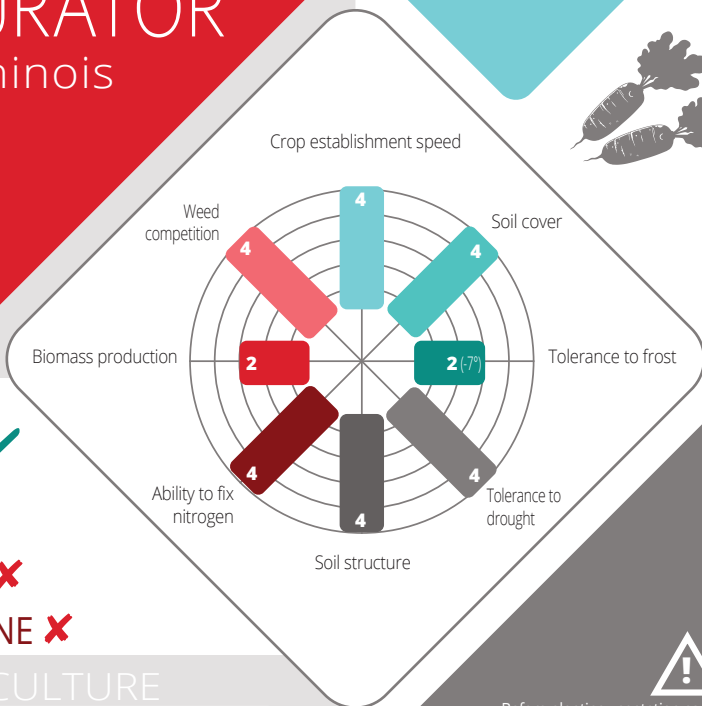 URATOR
ninois
Crop establishment speed
4
Weed
competition
4
Soil cover
4
Biomass production
2
2 (-7°)
Tolerance to frost
4
Ability to fix
nitrogen
4
Tolerance to
drought
4
Soil structure
NE
CULTURE